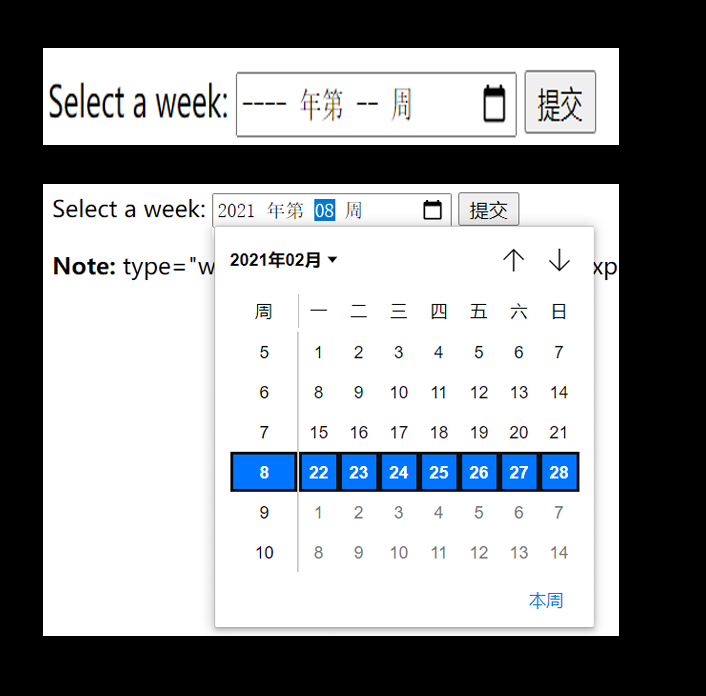 Select a week: ---- 年第 -- 周 提交
Select a week: 2021 年第 08 周 提交
Note: type="w xp
2021年02月
周 一 二 三 四 五 六 日
5 1 2 3 4 5 6 7
6 8 9 10 11 12 13 14
7 15 16 17 18 19 20 21
8 22 23 24 25 26 27 28
9 1 2 3 4 5 6 7
10 8 9 10 11 12 13 14
本周